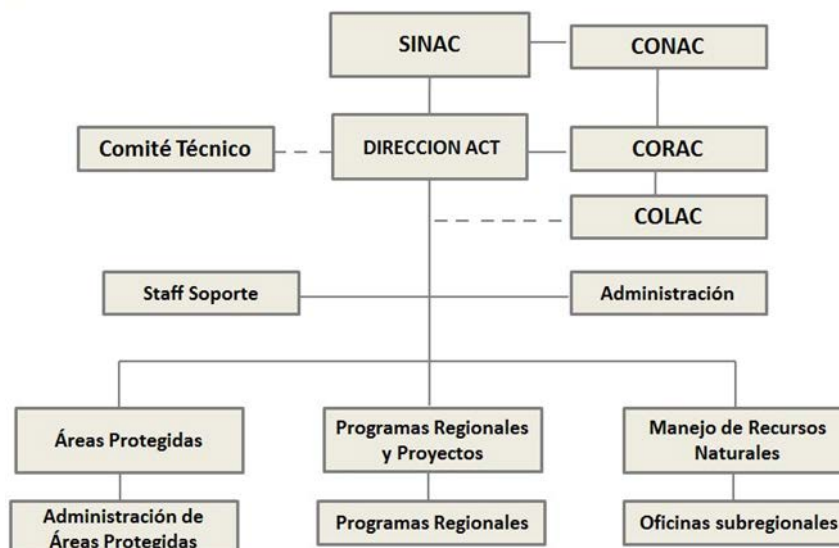 SINAC
CONAC
Comité Técnico
DIRECCION ACT
CORAC
COLAC
Staff Soporte
Administración
Áreas Protegidas
Programas Regionales
y Proyectos
Manejo de Recursos
Naturales
Administración de
Áreas Protegidas
Programas Regionales
Oficinas subregionales